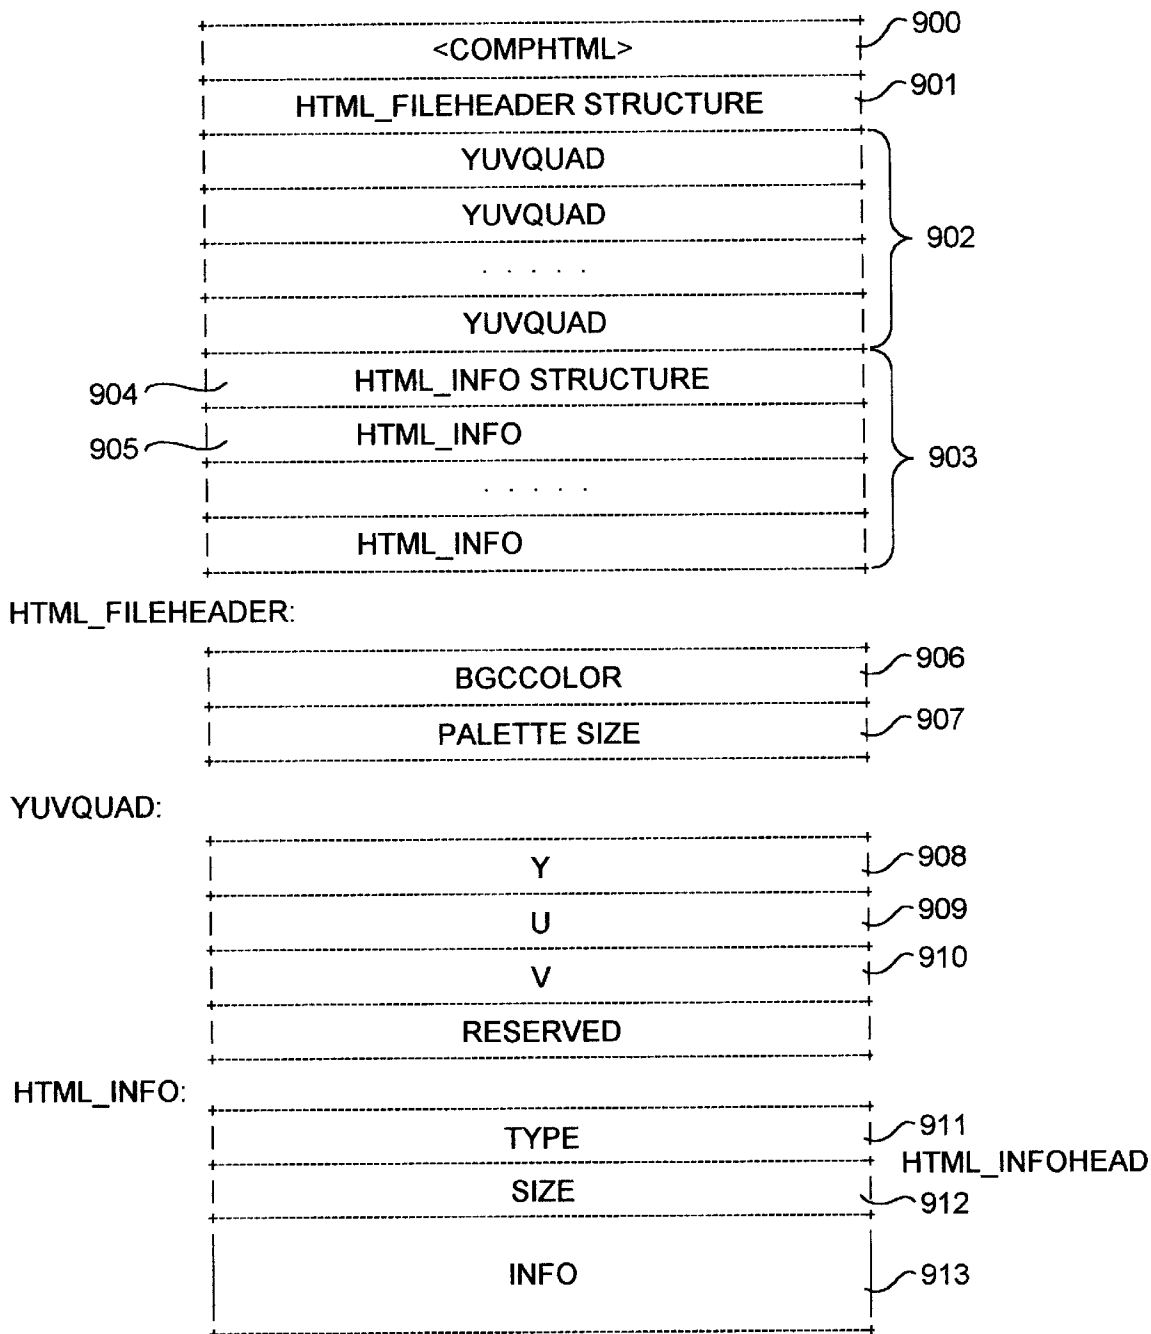 <COMPHTML> 900
HTML_FILEHEADER STRUCTURE 901
YUVQUAD
YUVQUAD
. . . . . 902
YUVQUAD
904 HTML_INFO STRUCTURE
905 HTML_INFO
. . . . . 903
HTML_INFO
HTML_FILEHEADER:
BGCCOLOR 906
PALETTE SIZE 907
YUVQUAD:
Y 908
U 909
V 910
RESERVED
HTML_INFO:
TYPE 911
HTML_INFOHEAD
SIZE 912
INFO 913